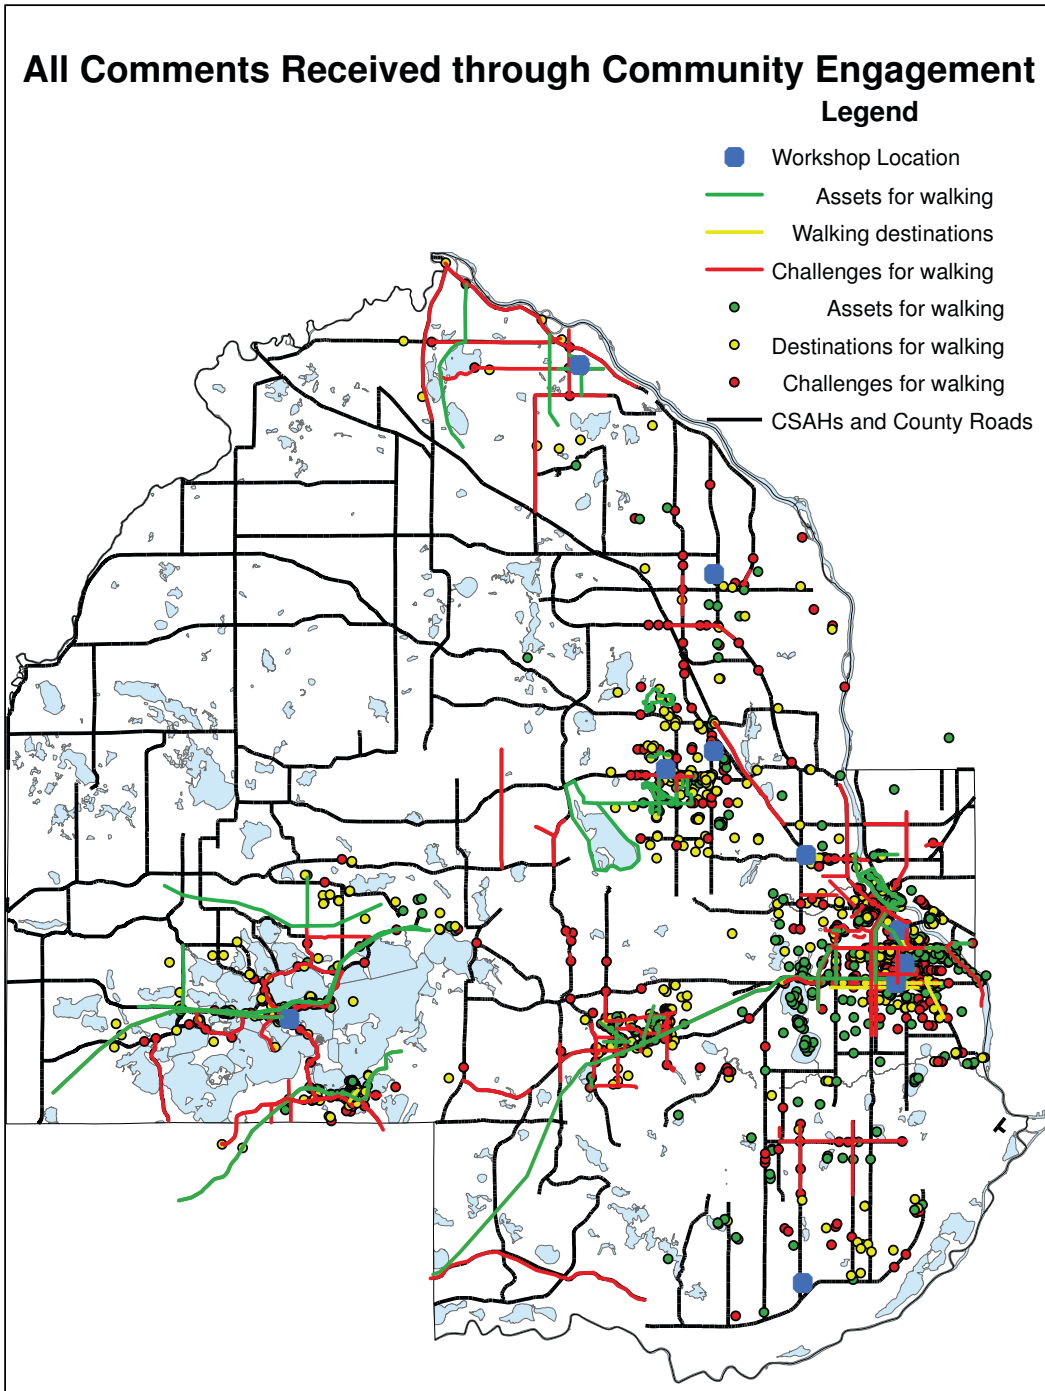 All Comments Received through Community Engagement
Legend
Workshop Location
Assets for walking
Walking destinations
Challenges for walking
Assets for walking
Destinations for walking
Challenges for walking
CSAHs and County Roads